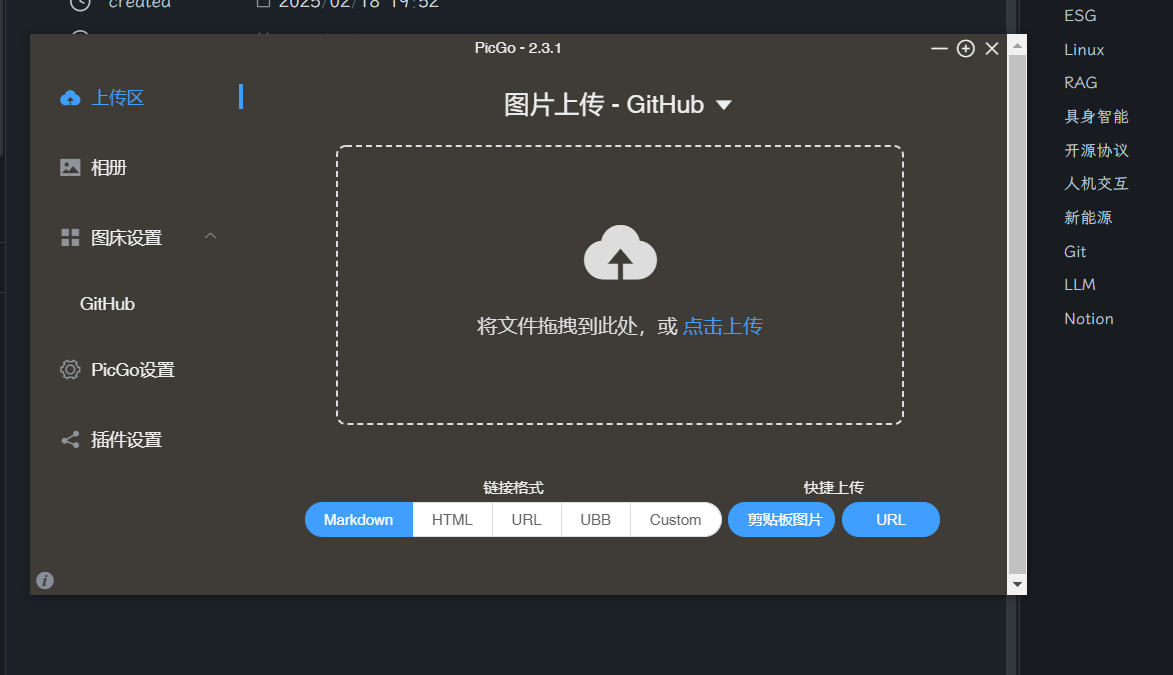 created 2025/02/18 19:52
PicGo - 2.3.1
上传区
相册
图床设置
GitHub
PicGo设置
插件设置
图片上传 - GitHub
将文件拖拽到此处，或 点击上传
链接格式
Markdown HTML URL UBB Custom
快捷上传
剪贴板图片 URL
ESG
Linux
RAG
具身智能
开源协议
人机交互
新能源
Git
LLM
Notion